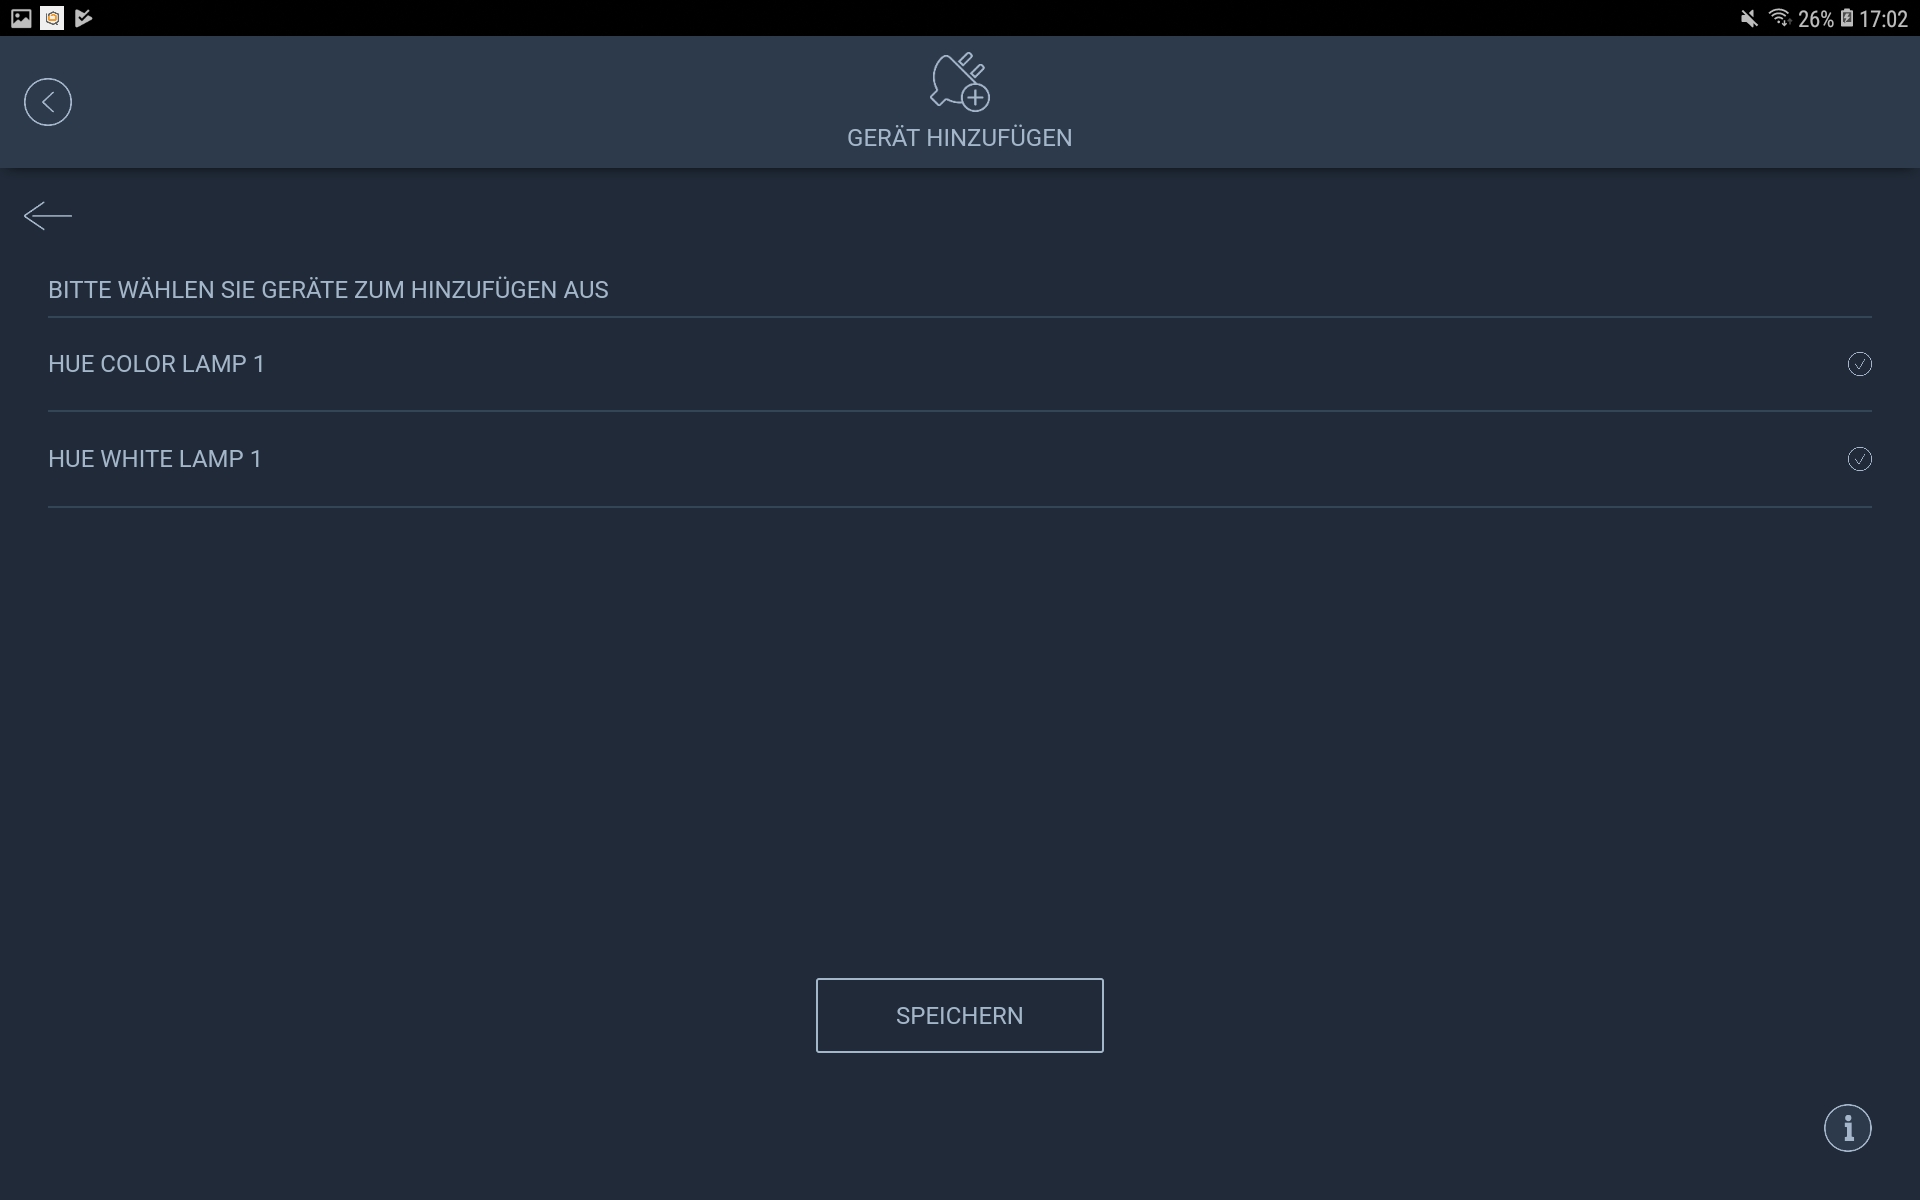 26% 17:02
GERÄT HINZUFÜGEN
BITTE WÄHLEN SIE GERÄTE ZUM HINZUFÜGEN AUS
HUE COLOR LAMP 1
HUE WHITE LAMP 1
SPEICHERN